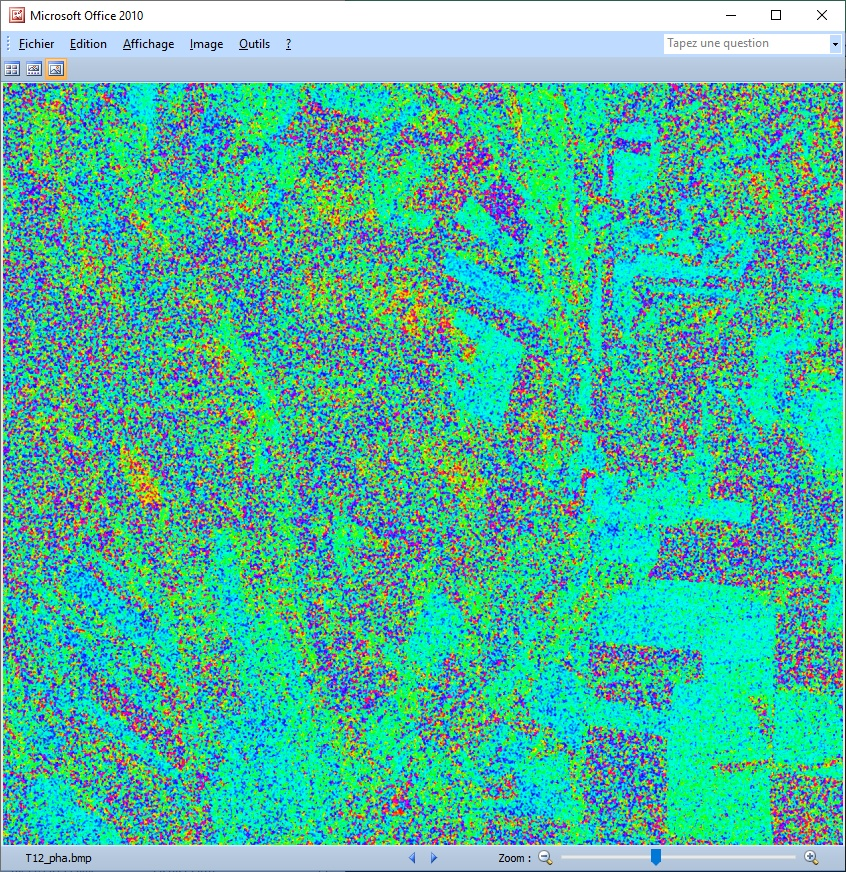 Microsoft Office 2010
Fichier Edition Affichage Image Outils ? Tapez une question
T12_pha.bmp Zoom :